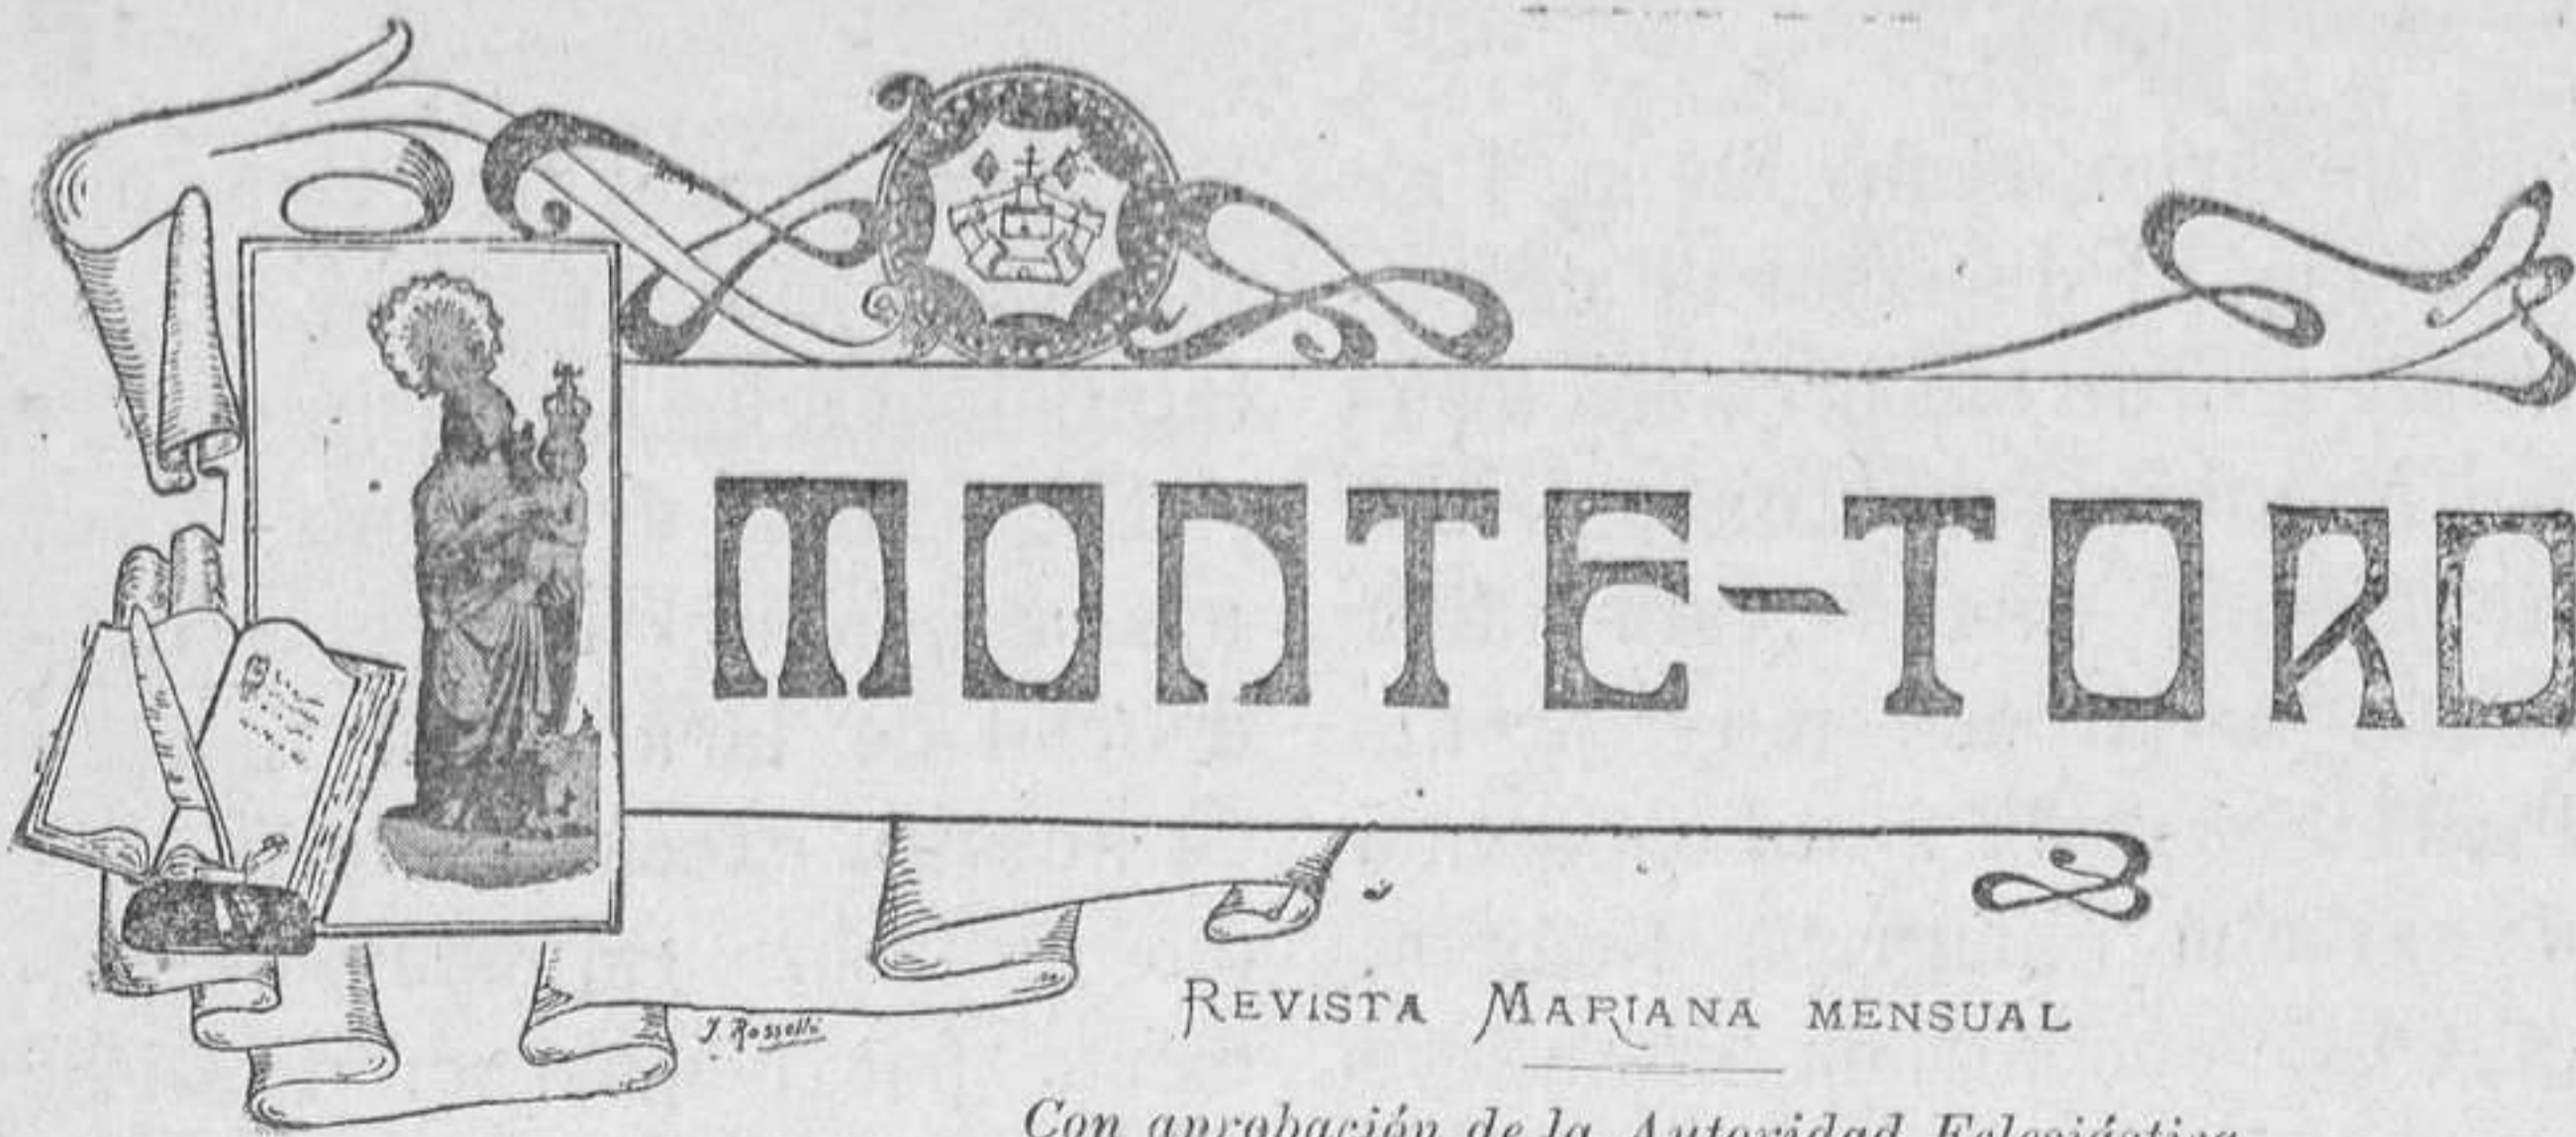 MONTE-TORO
REVISTA MARIANA MENSUAL
J. Rosselló
Con aprobación de la Autoridad Eclesiástica